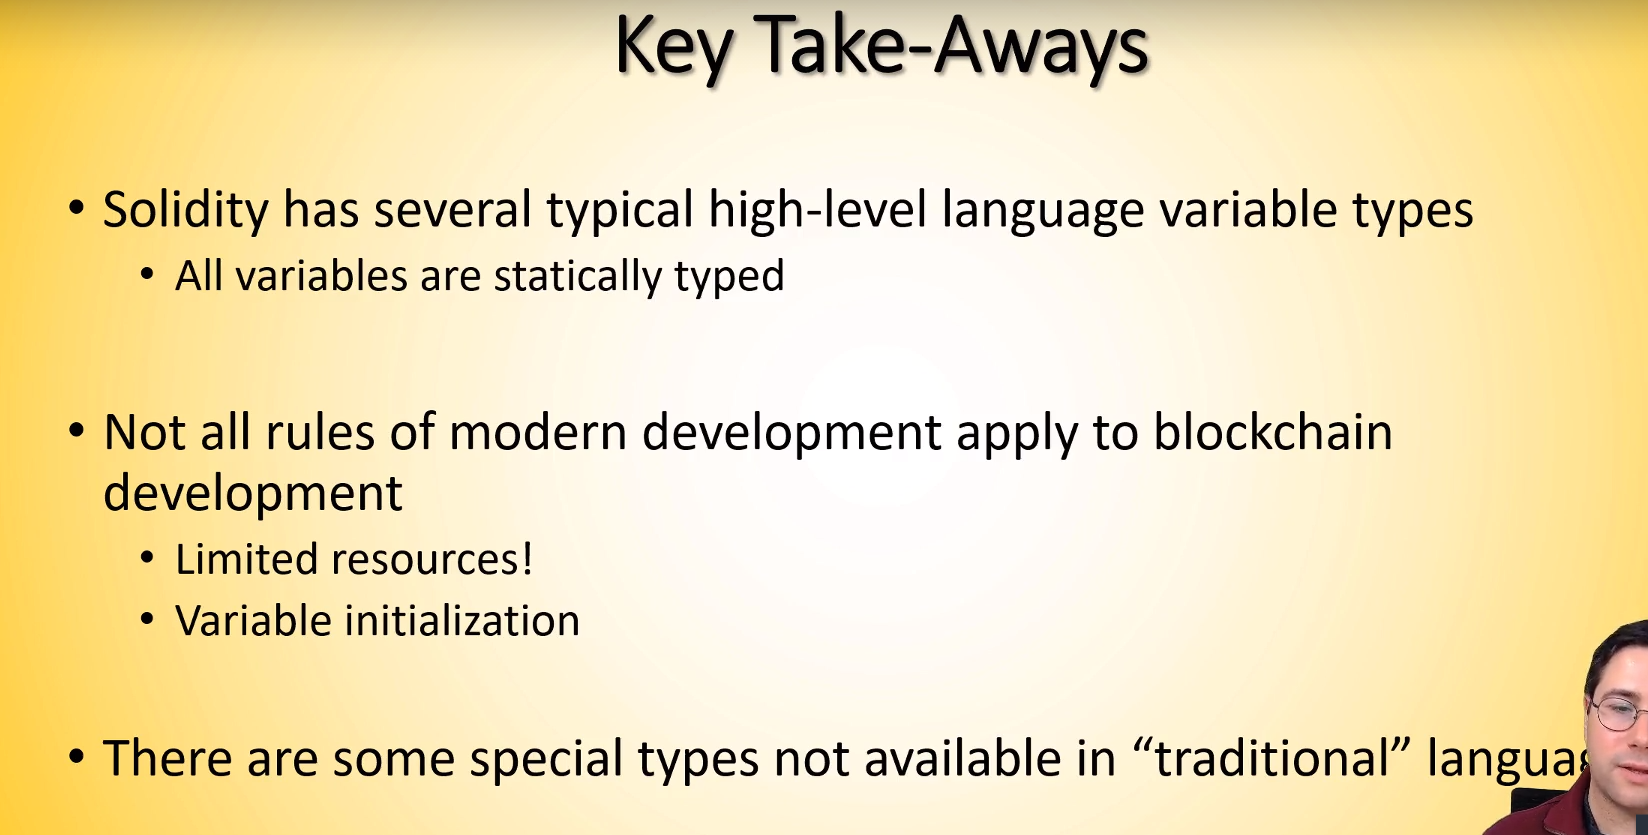 Key Take-Aways
• Solidity has several typical high-level language variable types
• All variables are statically typed
• Not all rules of modern development apply to blockchain
development
• Limited resources!
• Variable initialization
• There are some special types not available in “traditional”